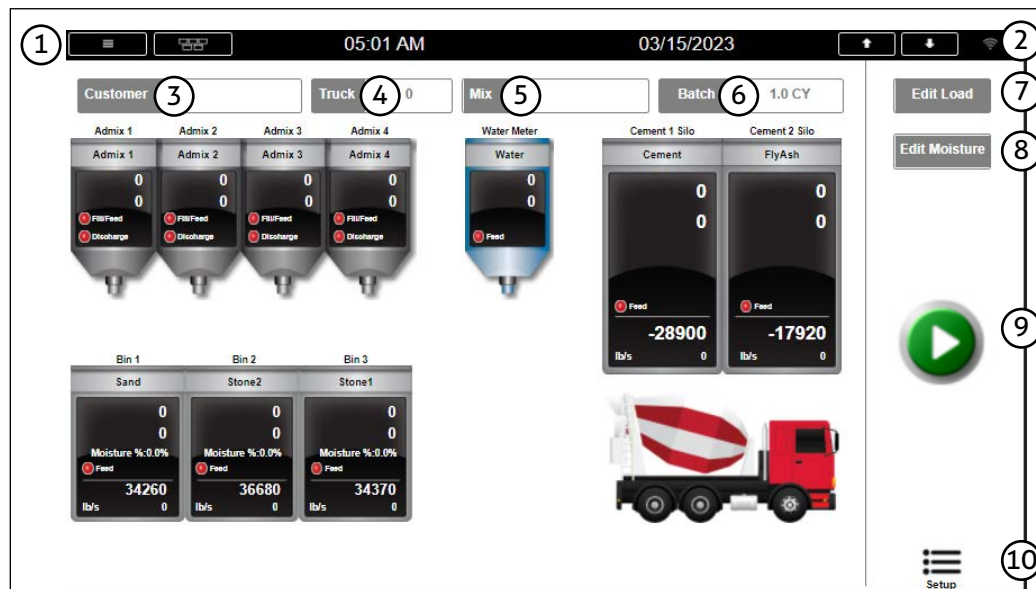 1 05:01 AM 03/15/2023 2
Customer 3 Truck 4 0 Mix 5 Batch 6 1.0 CY Edit Load 7
Admix 1 Admix 2 Admix 3 Admix 4 Water Meter Cement 1 Silo Cement 2 Silo
Admix 1 Admix 2 Admix 3 Admix 4 Water Cement FlyAsh Edit Moisture 8
0 0 0 0 0 0 0
0 0 0 0 0 0 0
Fill/Feed Fill/Feed Fill/Feed Fill/Feed
Discharge Discharge Discharge Discharge Feed
Feed Feed
-28900 -17920 9
lb/s 0 lb/s 0
Bin 1 Bin 2 Bin 3
Sand Stone2 Stone1
0 0 0
0 0 0
Moisture %:0.0% Moisture %:0.0% Moisture %:0.0%
Feed Feed Feed
34260 36680 34370
lb/s 0 lb/s 0 lb/s 0
10
Setup